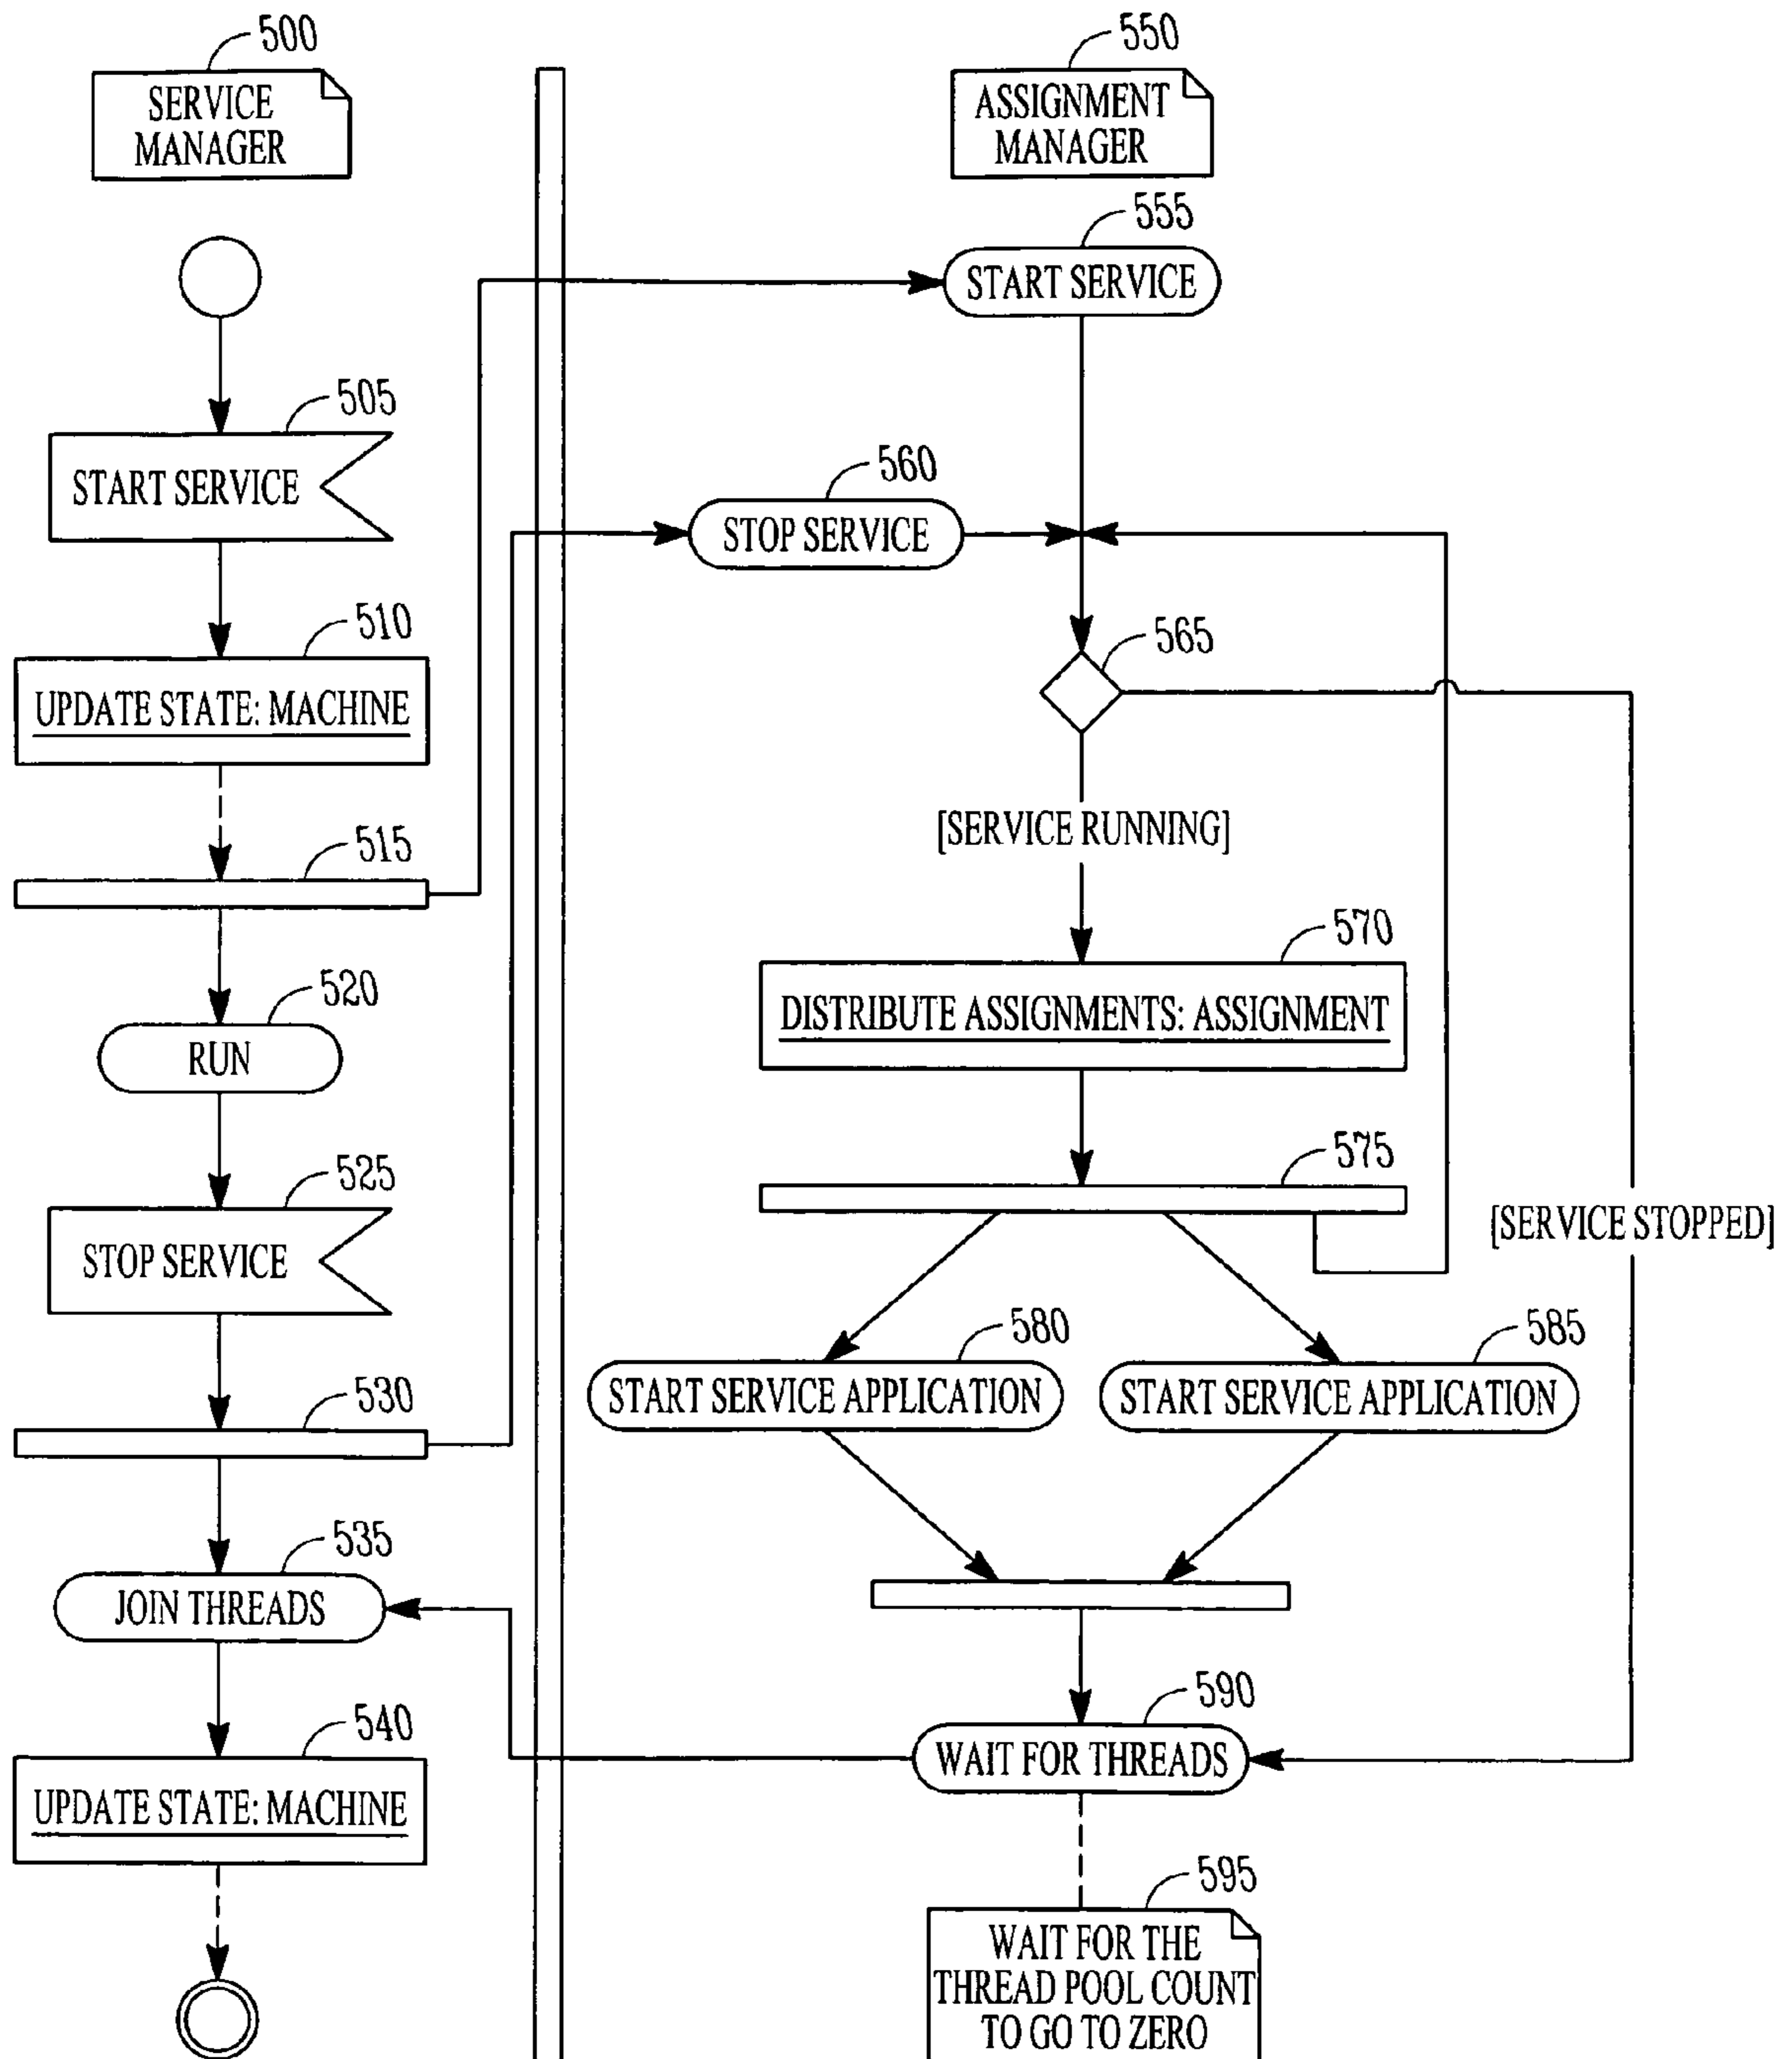 500
SERVICE
MANAGER
550
ASSIGNMENT
MANAGER
555
START SERVICE
505
START SERVICE
560
STOP SERVICE
510
UPDATE STATE: MACHINE
565
515
[SERVICE RUNNING]
520
RUN
570
DISTRIBUTE ASSIGNMENTS: ASSIGNMENT
525
STOP SERVICE
575
[SERVICE STOPPED]
530
580
START SERVICE APPLICATION
585
START SERVICE APPLICATION
535
JOIN THREADS
590
WAIT FOR THREADS
540
UPDATE STATE: MACHINE
595
WAIT FOR THE
THREAD POOL COUNT
TO GO TO ZERO